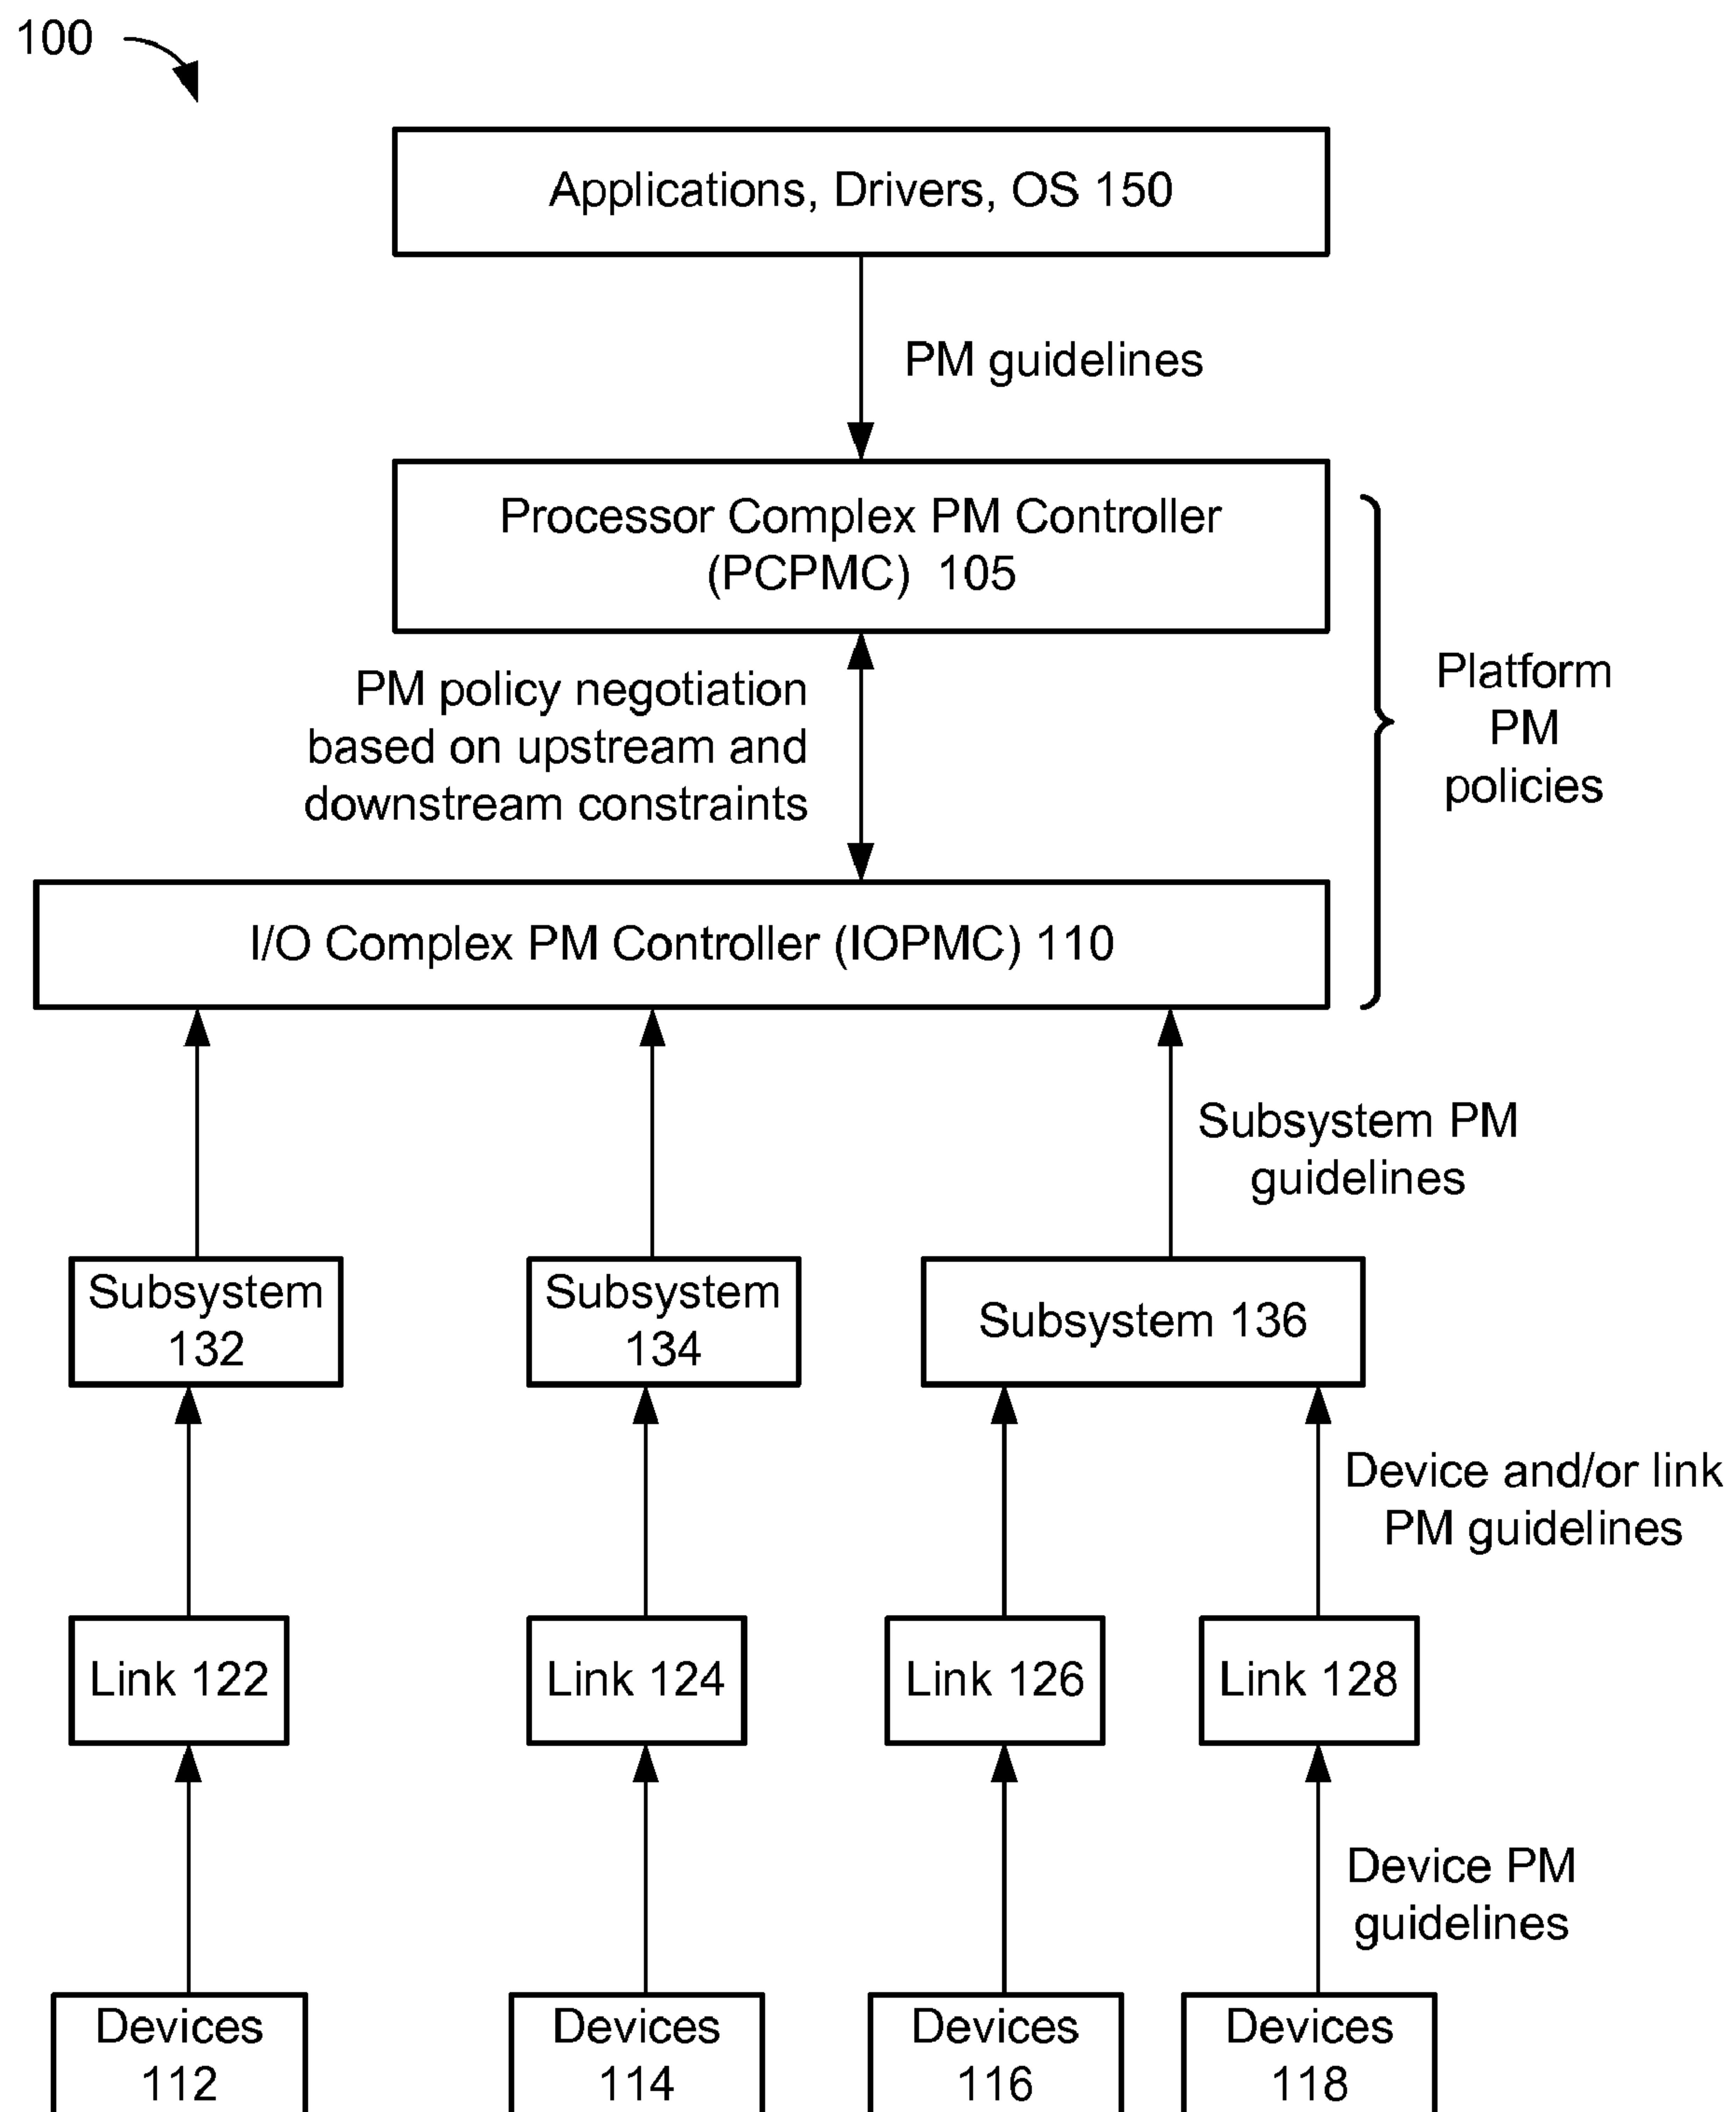 100
Applications, Drivers, OS 150
PM guidelines
Processor Complex PM Controller
(PCPMC) 105
PM policy negotiation
based on upstream and
downstream constraints
Platform
PM
policies
I/O Complex PM Controller (IOPMC) 110
Subsystem PM
guidelines
Subsystem
132
Subsystem
134
Subsystem 136
Device and/or link
PM guidelines
Link 122
Link 124
Link 126
Link 128
Device PM
guidelines
Devices
112
Devices
114
Devices
116
Devices
118